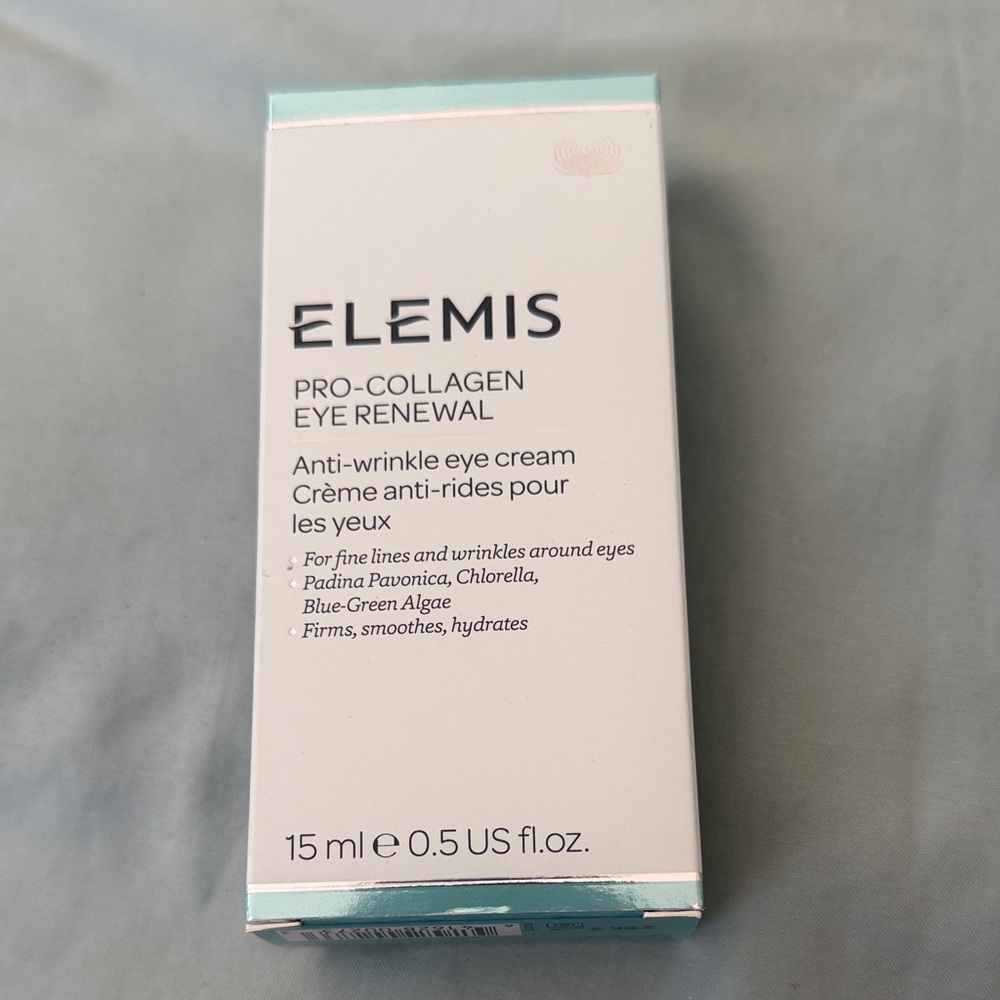 ELEMIS
PRO-COLLAGEN
EYE RENEWAL
Anti-wrinkle eye cream
Crème anti-rides pour
les yeux
For fine lines and wrinkles around eyes
Padina Pavonica, Chlorella,
Blue-Green Algae
Firms, smoothes, hydrates
15 ml ℮ 0.5 US fl.oz.